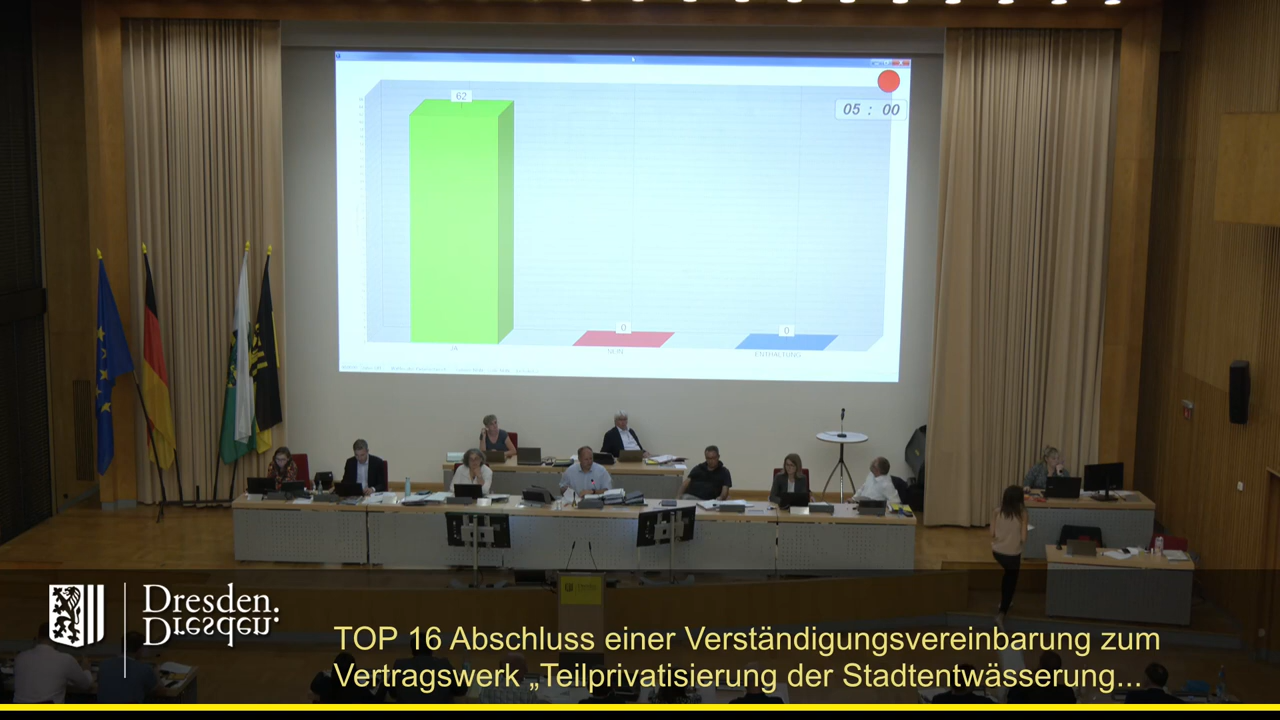 62
05 : 00
0
0
JA
NEIN
ENTHALTUNG
Dresden.
Dresden.
TOP 16 Abschluss einer Verständigungsvereinbarung zum
Vertragswerk „Teilprivatisierung der Stadtentwässerung...